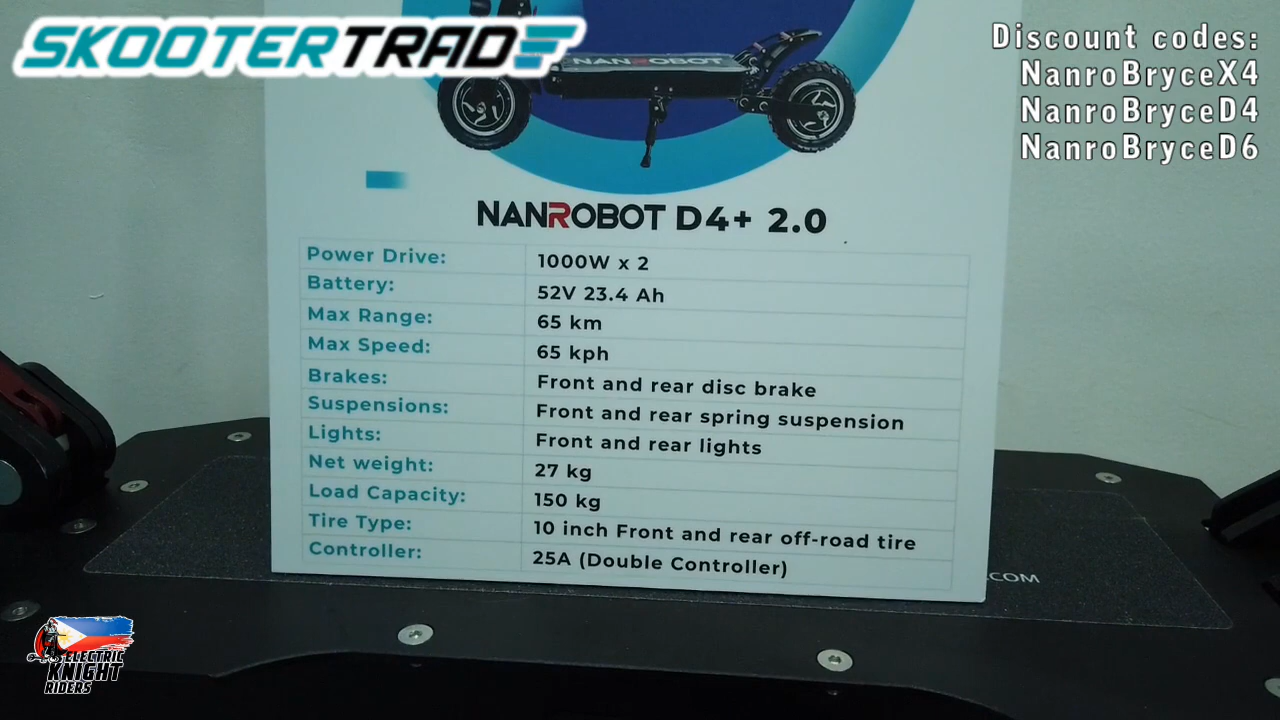 SKOOTERTRADE
Discount codes:
NanroBryceX4
NanroBryceD4
NanroBryceD6
NANROBOT
NANROBOT D4+ 2.0
Power Drive: 1000W x 2
Battery: 52V 23.4 Ah
Max Range: 65 km
Max Speed: 65 kph
Brakes: Front and rear disc brake
Suspensions: Front and rear spring suspension
Lights: Front and rear lights
Net weight: 27 kg
Load Capacity: 150 kg
Tire Type: 10 inch Front and rear off-road tire
Controller: 25A (Double Controller)
.COM
ELECTRIC
KNIGHT
RIDERS